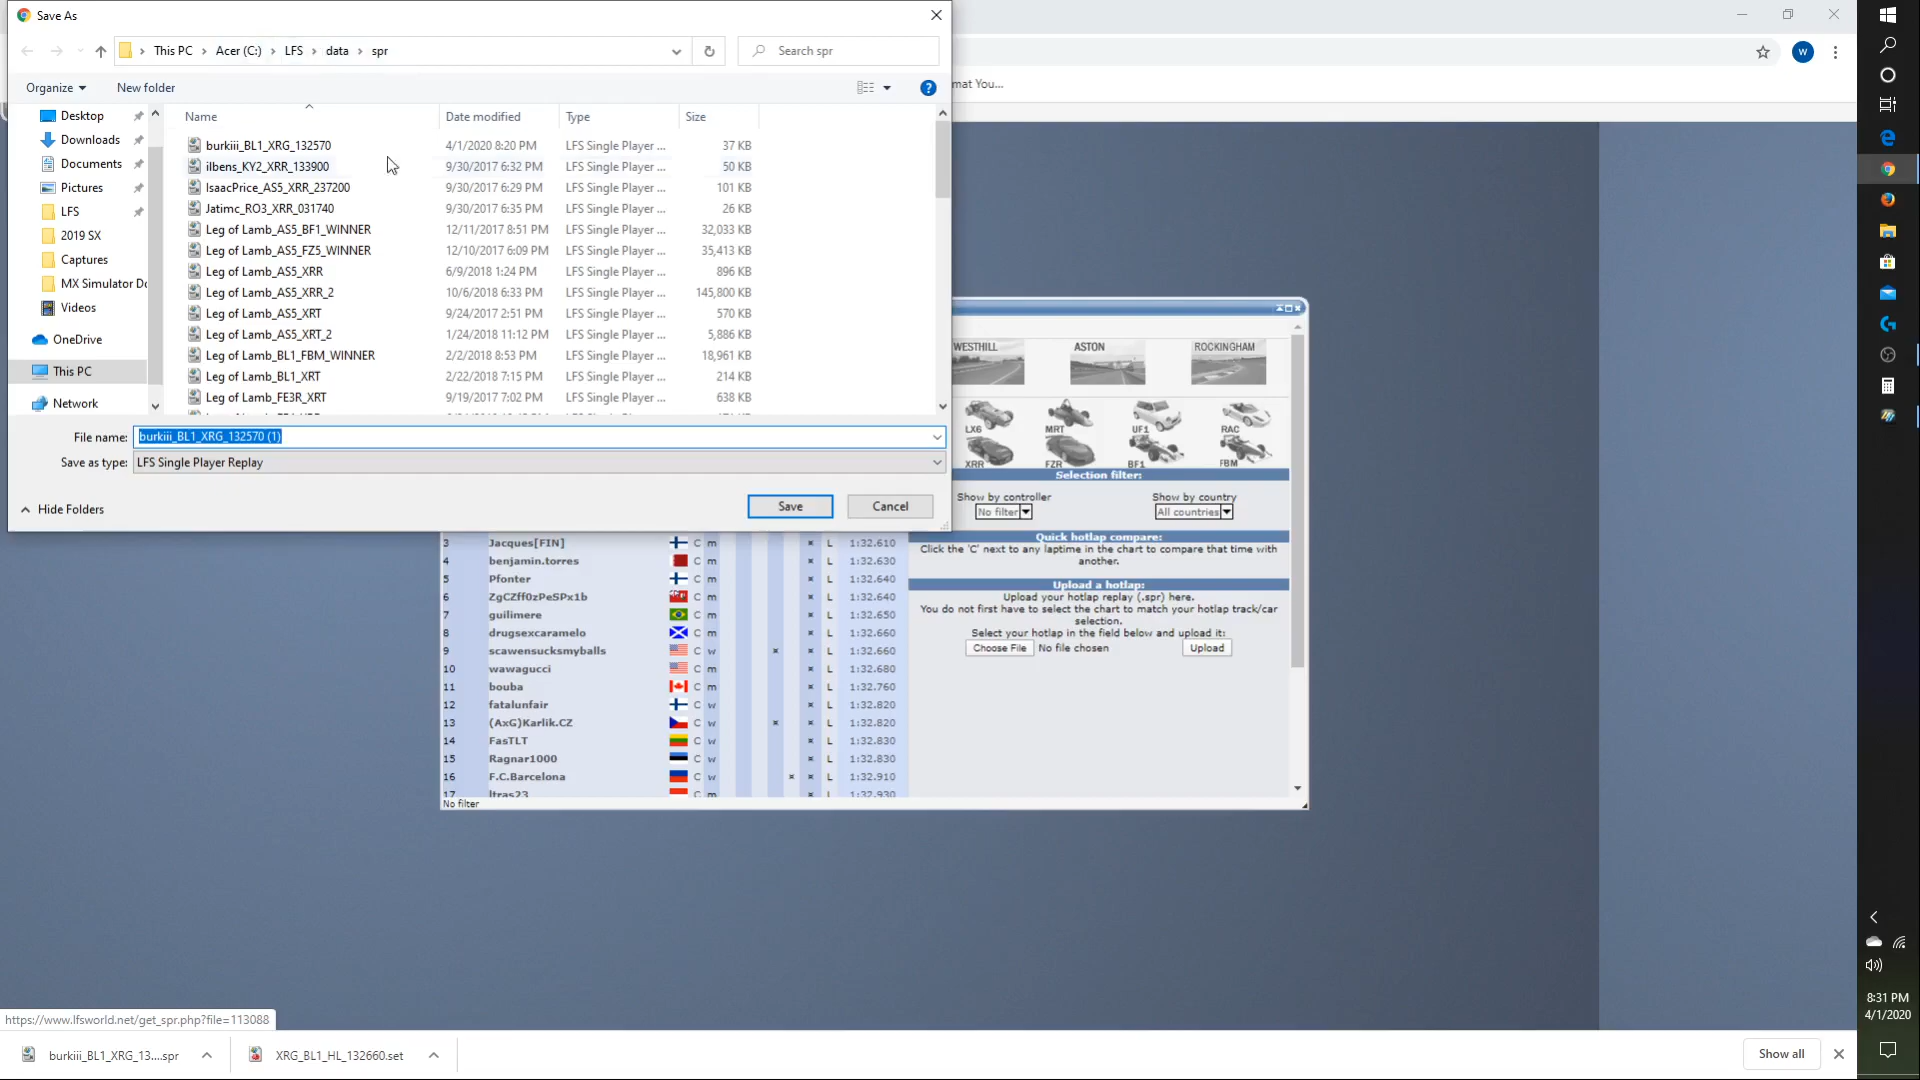 Save As
This PC > Acer (C:) > LFS > data > spr
Search spr
Organize
New folder
mat You...
W
Name
Date modified
Type
Size
Desktop
Downloads
Documents
Pictures
LFS
2019 SX
Captures
MX Simulator Do
Videos
OneDrive
This PC
Network
burkiii_BL1_XRG_132570 4/1/2020 8:20 PM LFS Single Player ... 37 KB
ilbens_KY2_XRR_133900 9/30/2017 6:32 PM LFS Single Player ... 50 KB
IsaacPrice_AS5_XRR_237200 9/30/2017 6:29 PM LFS Single Player ... 101 KB
Jatimc_RO3_XRR_031740 9/30/2017 6:35 PM LFS Single Player ... 26 KB
Leg of Lamb_AS5_BF1_WINNER 12/11/2017 8:51 PM LFS Single Player ... 32,033 KB
Leg of Lamb_AS5_FZ5_WINNER 12/10/2017 6:09 PM LFS Single Player ... 35,413 KB
Leg of Lamb_AS5_XRR 6/9/2018 1:24 PM LFS Single Player ... 896 KB
Leg of Lamb_AS5_XRR_2 10/6/2018 6:33 PM LFS Single Player ... 145,800 KB
Leg of Lamb_AS5_XRT 9/24/2017 2:51 PM LFS Single Player ... 570 KB
Leg of Lamb_AS5_XRT_2 1/24/2018 11:12 PM LFS Single Player ... 5,886 KB
Leg of Lamb_BL1_FBM_WINNER 2/2/2018 8:53 PM LFS Single Player ... 18,961 KB
Leg of Lamb_BL1_XRT 2/22/2018 7:15 PM LFS Single Player ... 214 KB
Leg of Lamb_FE3R_XRT 9/19/2017 7:02 PM LFS Single Player ... 638 KB
File name: burkiii_BL1_XRG_132570 (1)
Save as type: LFS Single Player Replay
Hide Folders
Save
Cancel
WESTHILL ASTON ROCKINGHAM
LX6 MRT UF1 RAC
XRR FZR BF1 FBM
Selection filter:
Show by controller Show by country
No filter All countries
Quick hotlap compare:
Click the 'C' next to any laptime in the chart to compare that time with
another.
Upload a hotlap:
Upload your hotlap replay (.spr) here.
You do not first have to select the chart to match your hotlap track/car
selection.
Select your hotlap in the field below and upload it:
Choose File No file chosen Upload
3 Jacques[FIN] C m × L 1:32.610
4 benjamin.torres C m × L 1:32.630
5 Pfonter C m × L 1:32.640
6 ZgCZff0zPeSPx1b C m × L 1:32.640
7 guilimere C m × L 1:32.650
8 drugsexcaramelo C m × L 1:32.660
9 scawensucksmyballs C w × × L 1:32.660
10 wawagucci C m × L 1:32.680
11 bouba C m × L 1:32.760
12 fatalunfair C w × L 1:32.820
13 (AxG)Karlik.CZ C w × × L 1:32.820
14 FasTLT C w × L 1:32.830
15 Ragnar1000 C w × L 1:32.830
16 F.C.Barcelona C w × × L 1:32.910
17 ltras23 C m × L 1:32.930
No filter
https://www.lfsworld.net/get_spr.php?file=113088
burkiii_BL1_XRG_13....spr
XRG_BL1_HL_132660.set
Show all
8:31 PM
4/1/2020